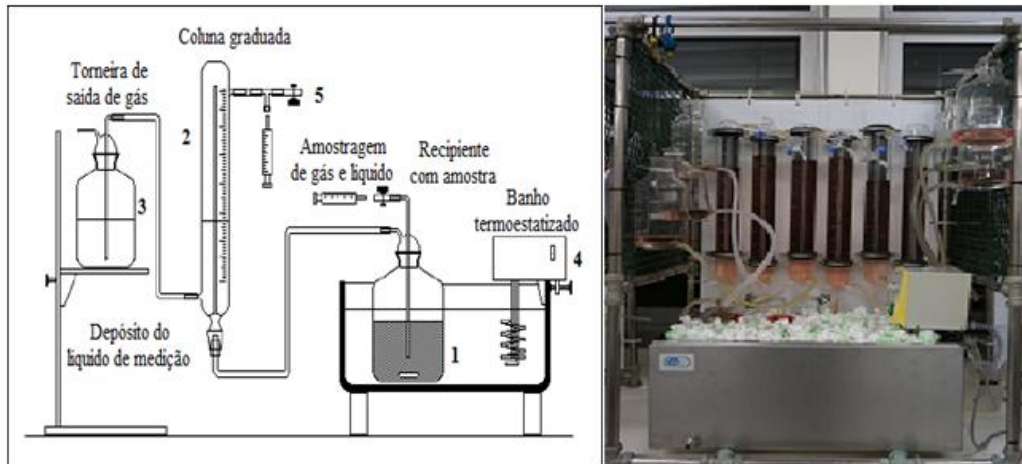 Coluna graduada
Torneira de
saída de gás
5
2
Amostragem
de gás e líquido
Recipiente
com amostra
3
Banho
termoestatizado
4
Depósito do
líquido de medição
1